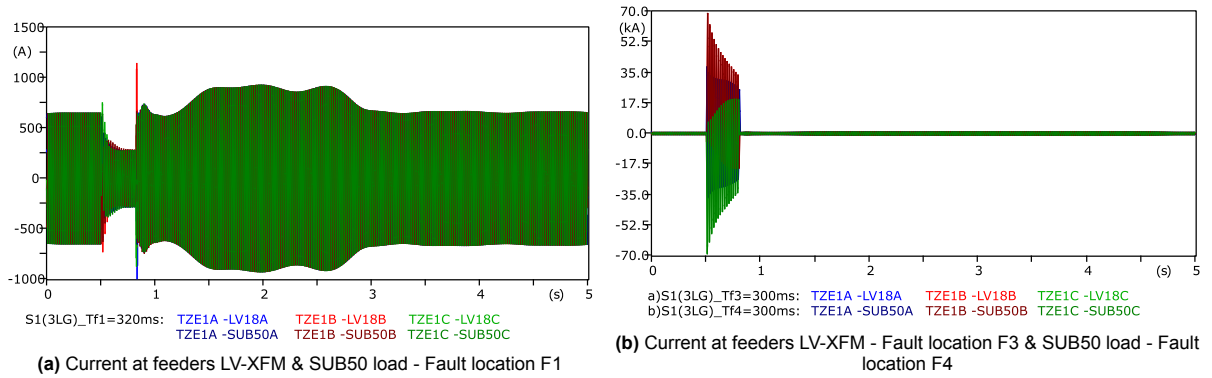 1500
(A)
1000
500
0
-500
-1000
0 1 2 3 4 (s) 5
S1(3LG)_Tf1=320ms: TZE1A -LV18A TZE1B -LV18B TZE1C -LV18C
TZE1A -SUB50A TZE1B -SUB50B TZE1C -SUB50C
(a) Current at feeders LV-XFM & SUB50 load - Fault location F1
70.0
(kA)
52.5
35.0
17.5
0.0
-17.5
-35.0
-52.5
-70.0
0 1 2 3 4 (s) 5
a)S1(3LG)_Tf3=300ms: TZE1A -LV18A TZE1B -LV18B TZE1C -LV18C
b)S1(3LG)_Tf4=300ms: TZE1A -SUB50A TZE1B -SUB50B TZE1C -SUB50C
(b) Current at feeders LV-XFM - Fault location F3 & SUB50 load - Fault
location F4